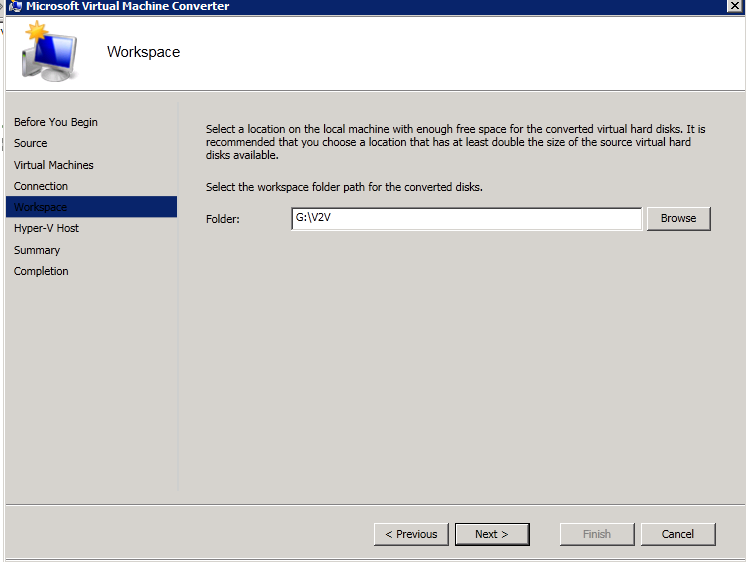 Microsoft Virtual Machine Converter
Workspace
Before You Begin
Source
Virtual Machines
Connection
Workspace
Hyper-V Host
Summary
Completion
Select a location on the local machine with enough free space for the converted virtual hard disks. It is
recommended that you choose a location that has at least double the size of the source virtual hard
disks available.
Select the workspace folder path for the converted disks.
Folder:
G:\V2V
Browse
< Previous
Next >
Finish
Cancel